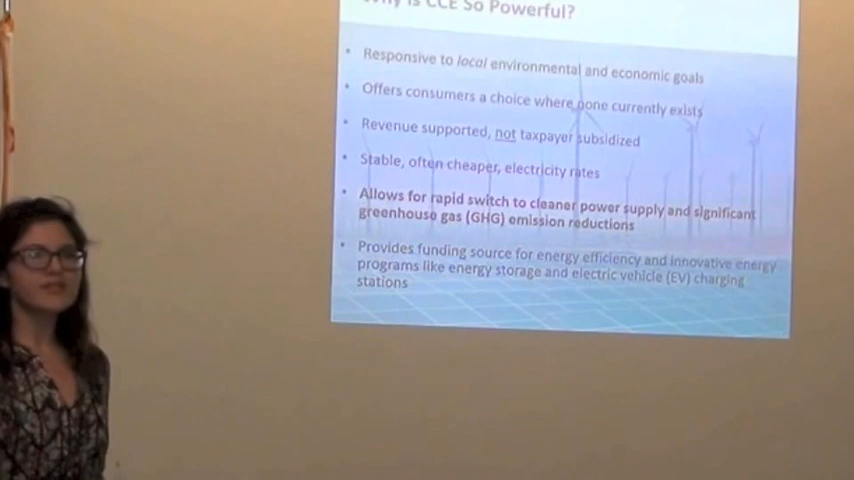 Why is CCE So Powerful?
• Responsive to local environmental and economic goals
• Offers consumers a choice where none currently exists
• Revenue supported, not taxpayer subsidized
• Stable, often cheaper, electricity rates
• Allows for rapid switch to cleaner power supply and significant
greenhouse gas (GHG) emission reductions
• Provides funding source for energy efficiency and innovative energy
programs like energy storage and electric vehicle (EV) charging
stations